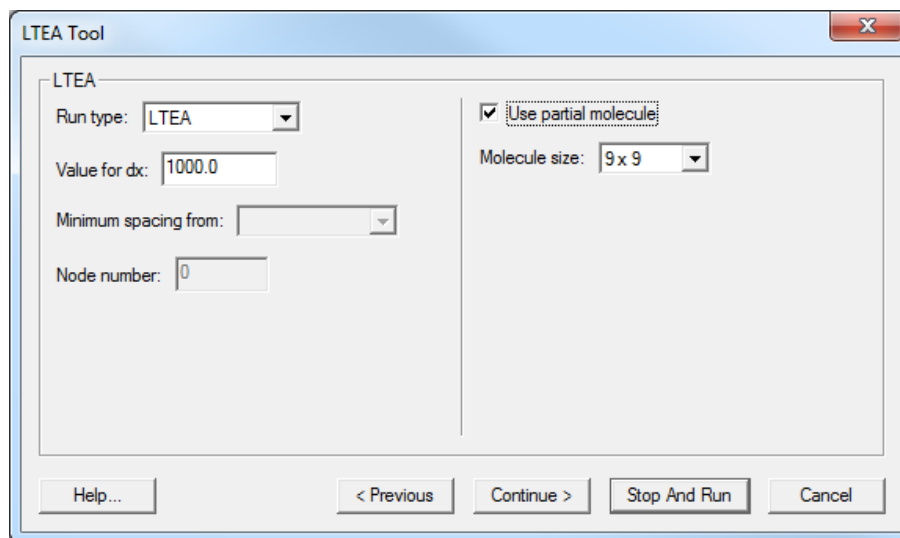 LTEA Tool
LTEA
Run type: LTEA
Value for dx: 1000.0
Minimum spacing from:
Node number: 0
Use partial molecule
Molecule size: 9 x 9
Help... < Previous Continue > Stop And Run Cancel